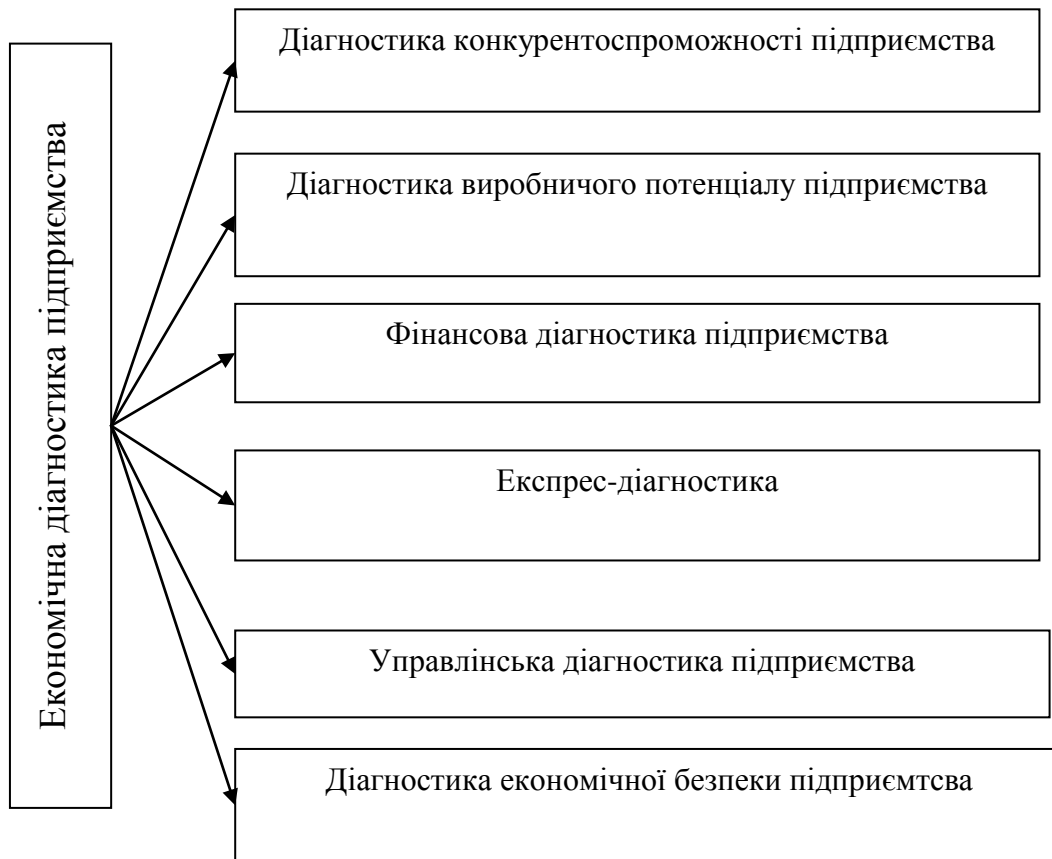 Економічна діагностика підприємства
Діагностика конкурентоспроможності підприємства
Діагностика виробничого потенціалу підприємства
Фінансова діагностика підприємства
Експрес-діагностика
Управлінська діагностика підприємства
Діагностика економічної безпеки підприємтсва